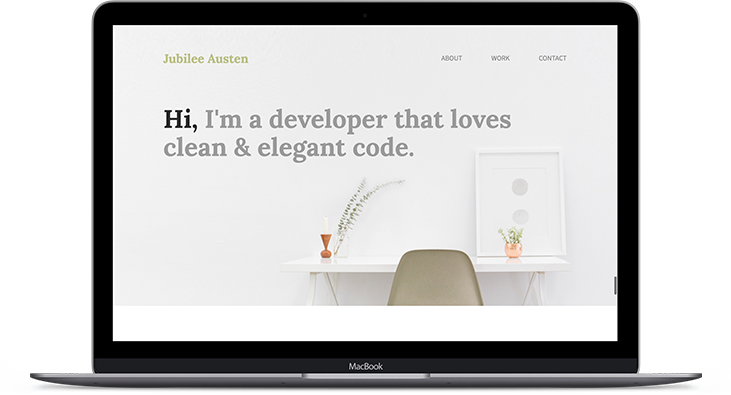 Jubilee Austen
ABOUT WORK CONTACT
Hi, I'm a developer that loves
clean & elegant code.
MacBook